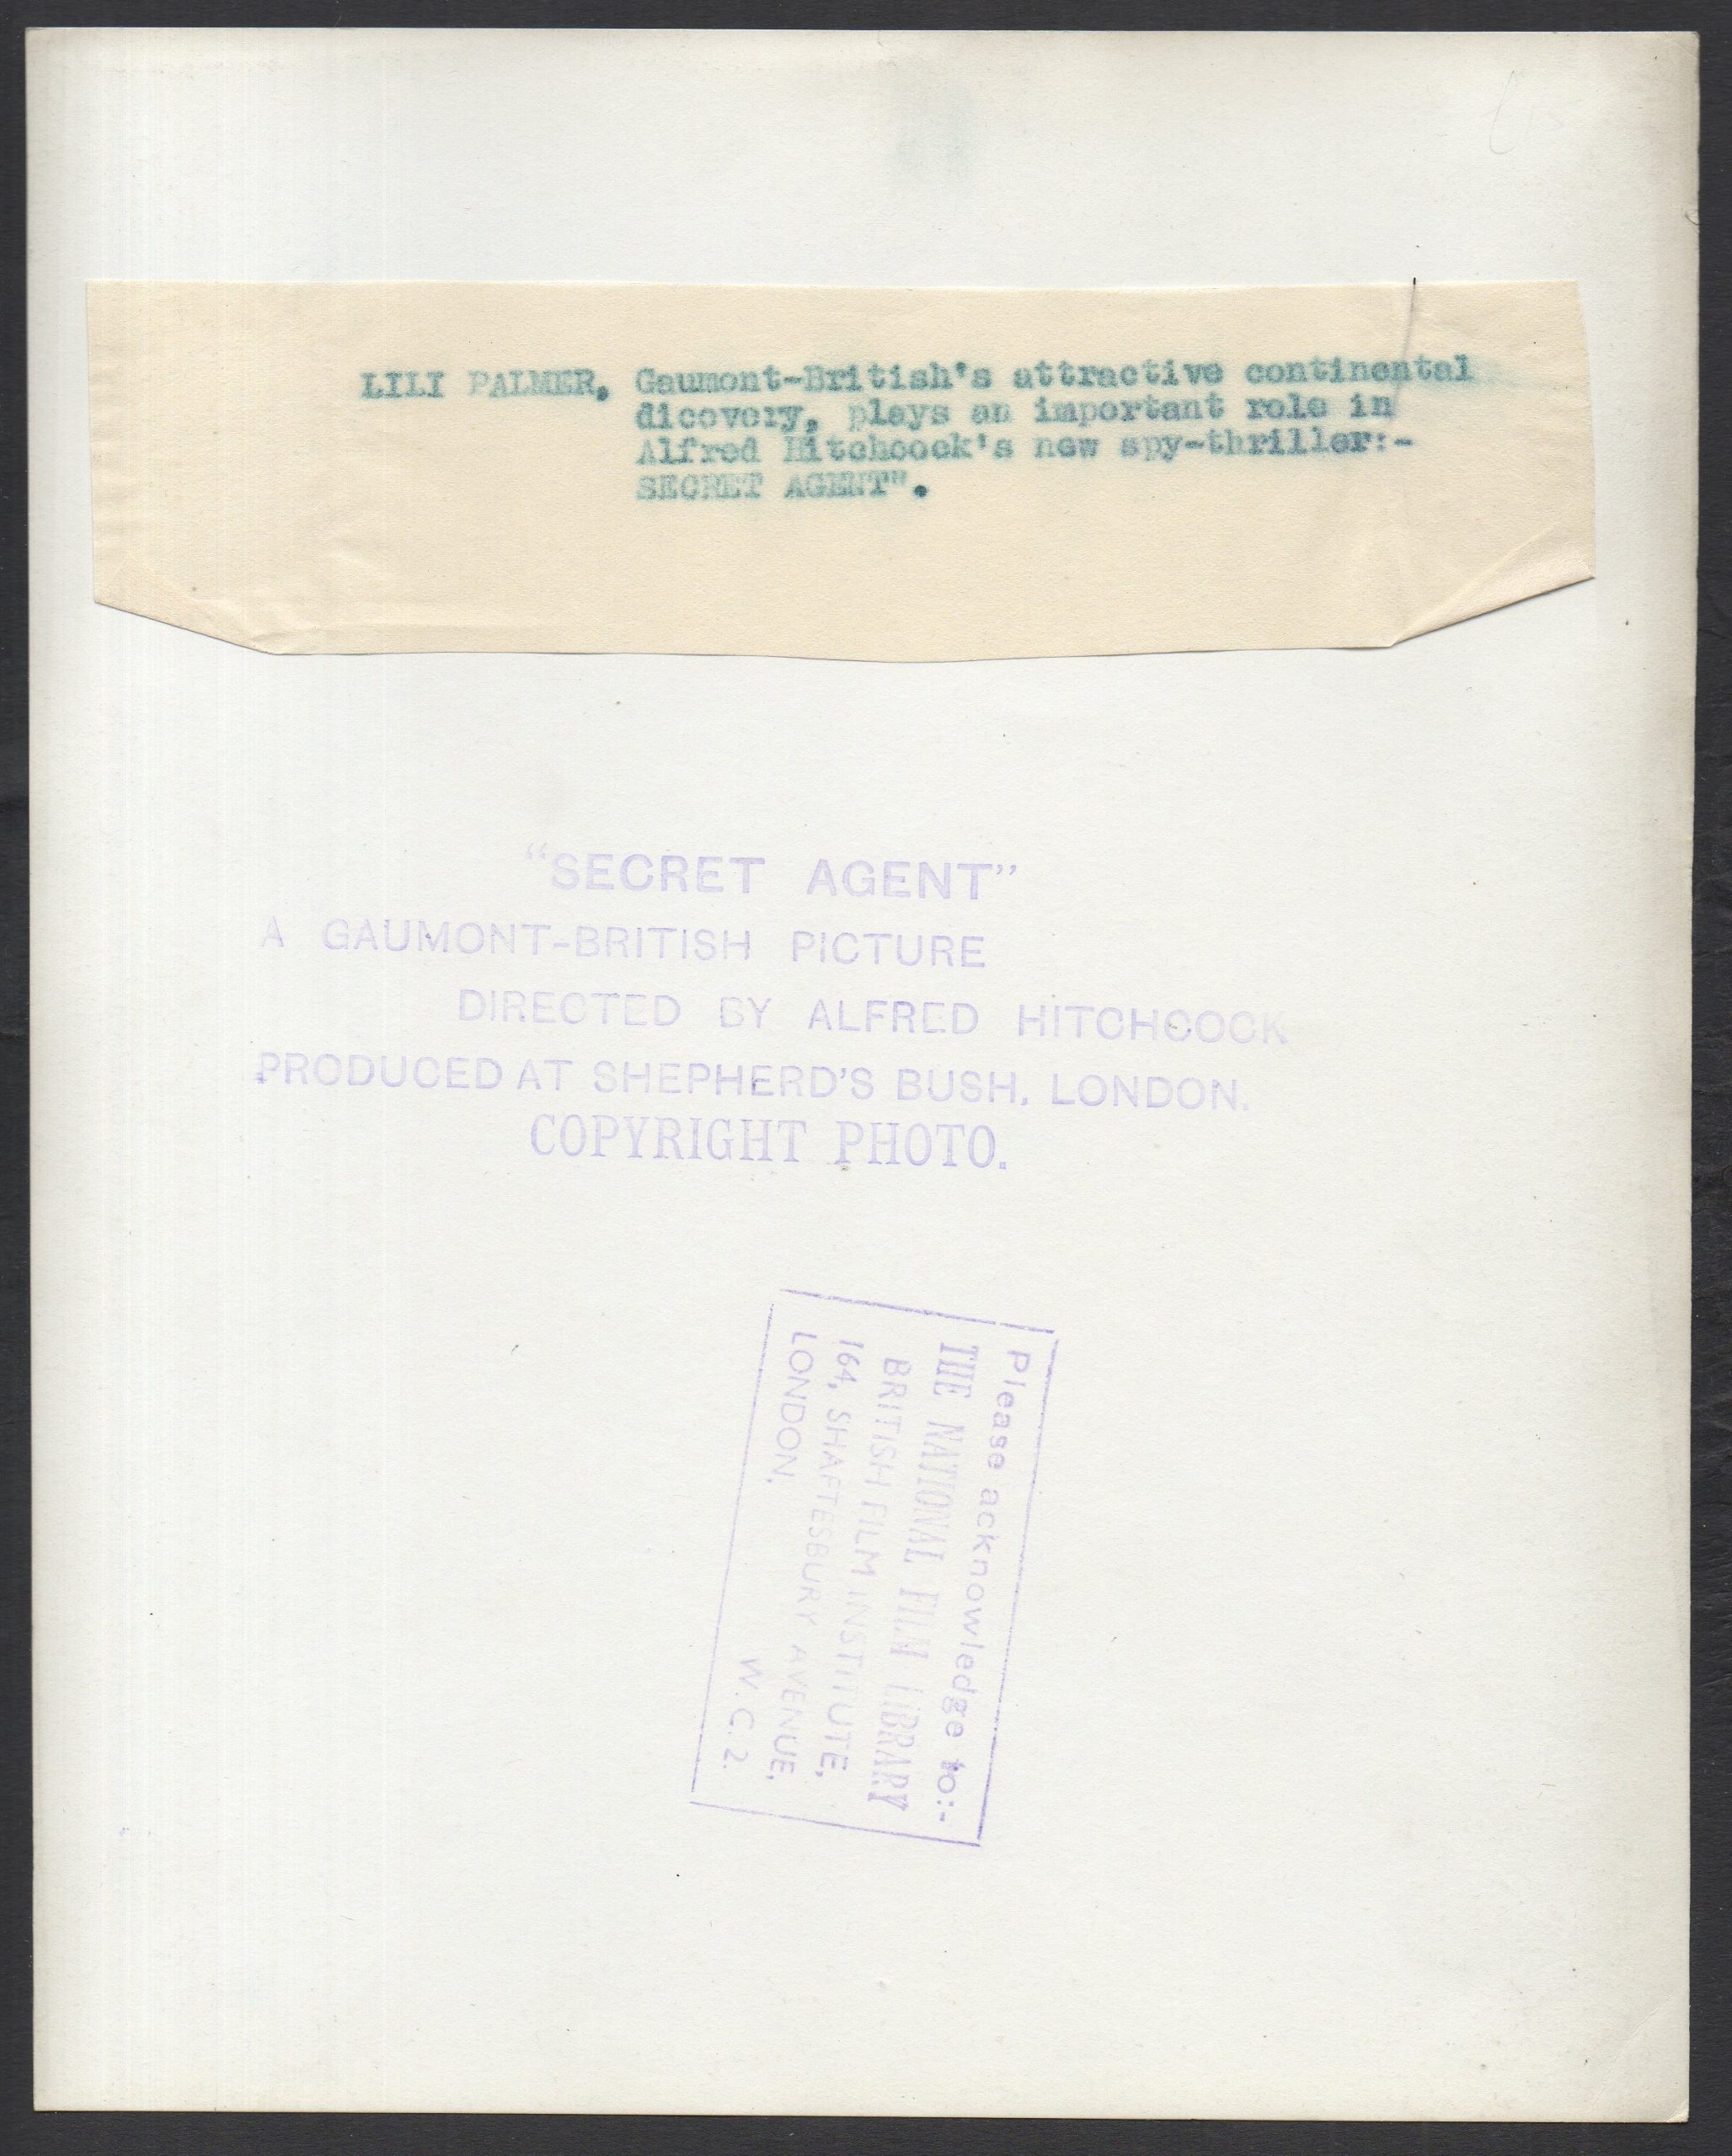 LILI PALMER, Gaumont-British's attractive continental
dicovery, plays an important role in
Alfred Hitchcock's new spy-thriller:-
SECRET AGENT".
"SECRET AGENT"
A GAUMONT-BRITISH PICTURE
DIRECTED BY ALFRED HITCHCOCK
PRODUCED AT SHEPHERD'S BUSH, LONDON.
COPYRIGHT PHOTO.
Please acknowledge to:-
THE NATIONAL FILM LIBRARY
BRITISH FILM INSTITUTE,
164, SHAFTESBURY AVENUE,
LONDON, W.C.2.